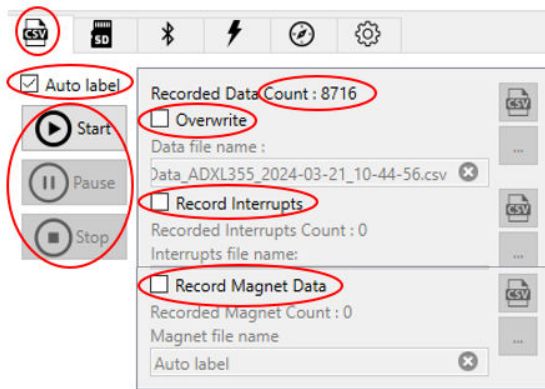 CSV
SD
Auto label
Start
Pause
Stop
Recorded Data Count : 8716
CSV
Overwrite
Data file name :
...
Data_ADXL355_2024-03-21_10-44-56.csv
Record Interrupts
CSV
Recorded Interrupts Count : 0
Interrupts file name:
...
Record Magnet Data
CSV
Recorded Magnet Count : 0
Magnet file name
...
Auto label